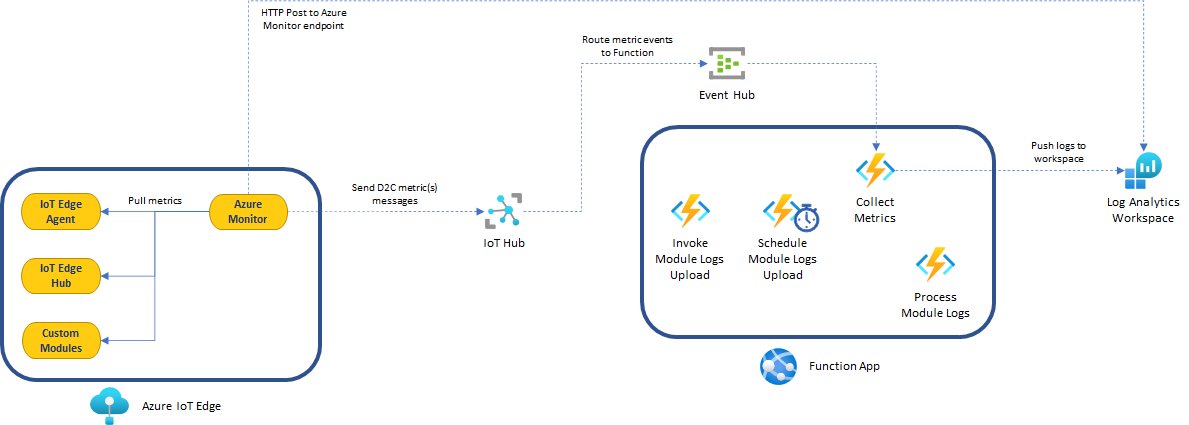 HTTP Post to Azure
Monitor endpoint
Route metric events
to Function
Event Hub
Push logs to
workspace
IoT Edge
Agent
Pull metrics
Azure
Monitor
Send D2C metric(s)
messages
IoT Hub
Collect
Metrics
Log Analytics
Workspace
Invoke
Module Logs
Upload
Schedule
Module Logs
Upload
IoT Edge
Hub
Process
Module Logs
Custom
Modules
Function App
Azure IoT Edge